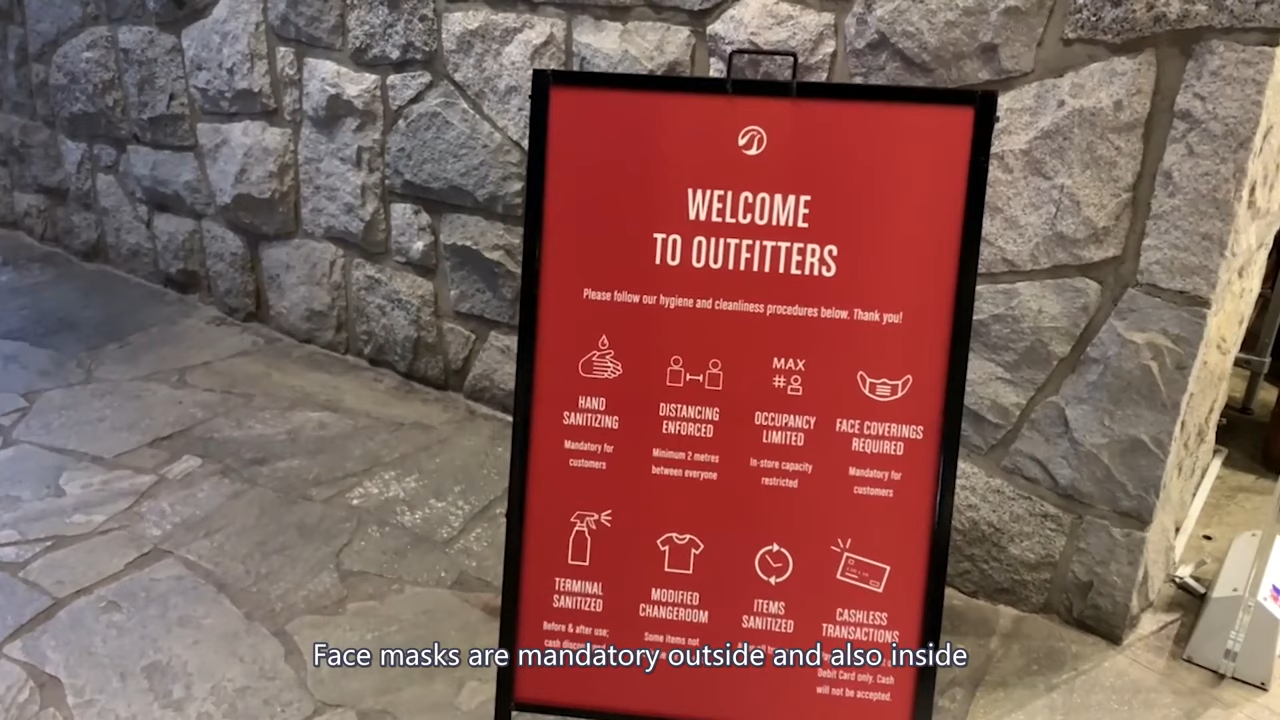 WELCOME
TO OUTFITTERS
Please follow our hygiene and cleanliness procedures below. Thank you!
HAND
SANITIZING
Mandatory for
customers
DISTANCING
ENFORCED
Minimum 2 metres
between everyone
MAX
#
OCCUPANCY
LIMITED
In-store capacity
restricted
FACE COVERINGS
REQUIRED
Mandatory for
customers
TERMINAL
SANITIZED
Before & after use;
cash
MODIFIED
CHANGEROOM
Some items not
ITEMS
SANITIZED
CASHLESS
TRANSACTIONS
Debit Card only. Cash
will not be accepted.
Face masks are mandatory outside and also inside